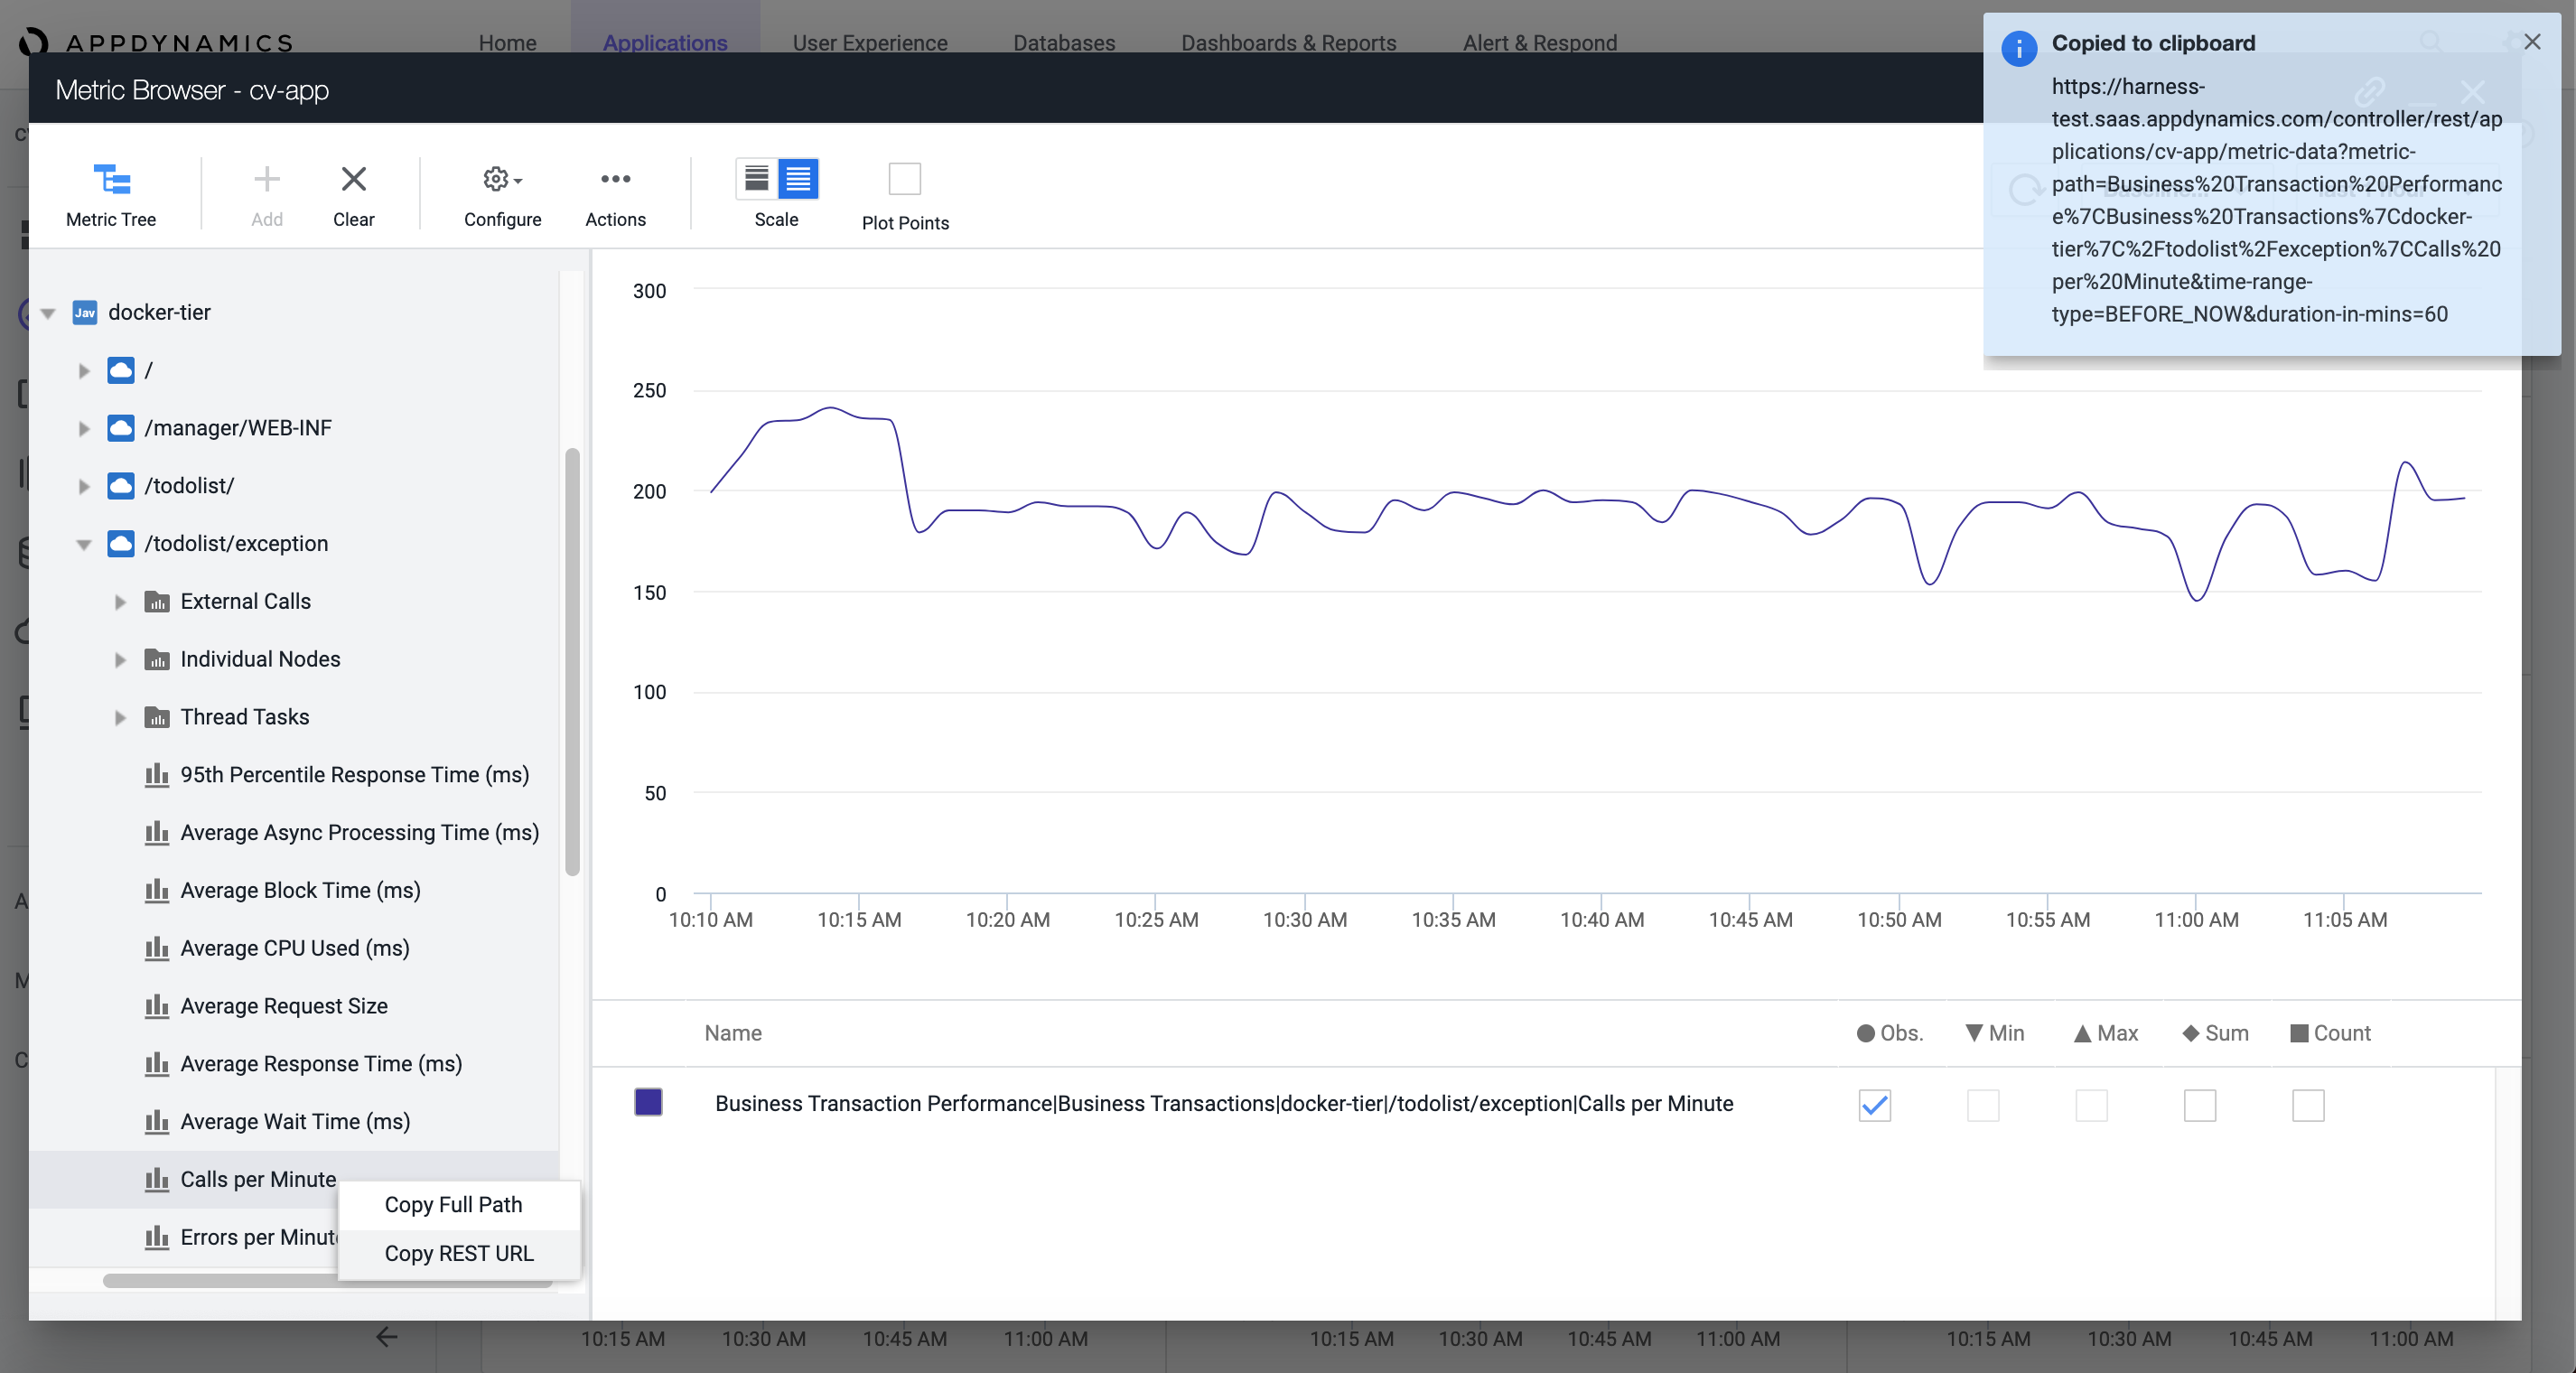 APPDYNAMICS
Home
Applications
User Experience
Databases
Dashboards & Reports
Alert & Respond
Copied to clipboard
https://harness-
test.saas.appdynamics.com/controller/rest/ap
plications/cv-app/metric-data?metric-
path=Business%20Transaction%20Performanc
e%7CBusiness%20Transactions%7Cdocker-
tier%7C%2Ftodolist%2Fexception%7CCalls%20
per%20Minute&time-range-
type=BEFORE_NOW&duration-in-mins=60
Metric Browser - cv-app
Metric Tree
Add
Clear
Configure
Actions
Scale
Plot Points
Jav docker-tier
/
/manager/WEB-INF
/todolist/
/todolist/exception
External Calls
Individual Nodes
Thread Tasks
95th Percentile Response Time (ms)
Average Async Processing Time (ms)
Average Block Time (ms)
Average CPU Used (ms)
Average Request Size
Average Response Time (ms)
Average Wait Time (ms)
Calls per Minute
Errors per Minut
Copy Full Path
Copy REST URL
300
250
200
150
100
50
0
10:10 AM
10:15 AM
10:20 AM
10:25 AM
10:30 AM
10:35 AM
10:40 AM
10:45 AM
10:50 AM
10:55 AM
11:00 AM
11:05 AM
Name
Obs.
Min
Max
Sum
Count
Business Transaction Performance|Business Transactions|docker-tier|/todolist/exception|Calls per Minute
10:15 AM
10:30 AM
10:45 AM
11:00 AM
10:15 AM
10:30 AM
10:45 AM
11:00 AM
10:15 AM
10:30 AM
10:45 AM
11:00 AM